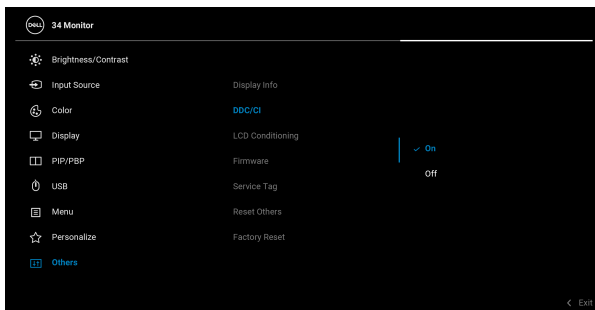 DELL 34 Monitor
Brightness/Contrast
Input Source
Color
Display
PIP/PBP
USB
Menu
Personalize
Others
Display Info
DDC/CI
LCD Conditioning
Firmware
Service Tag
Reset Others
Factory Reset
On
Off
Exit